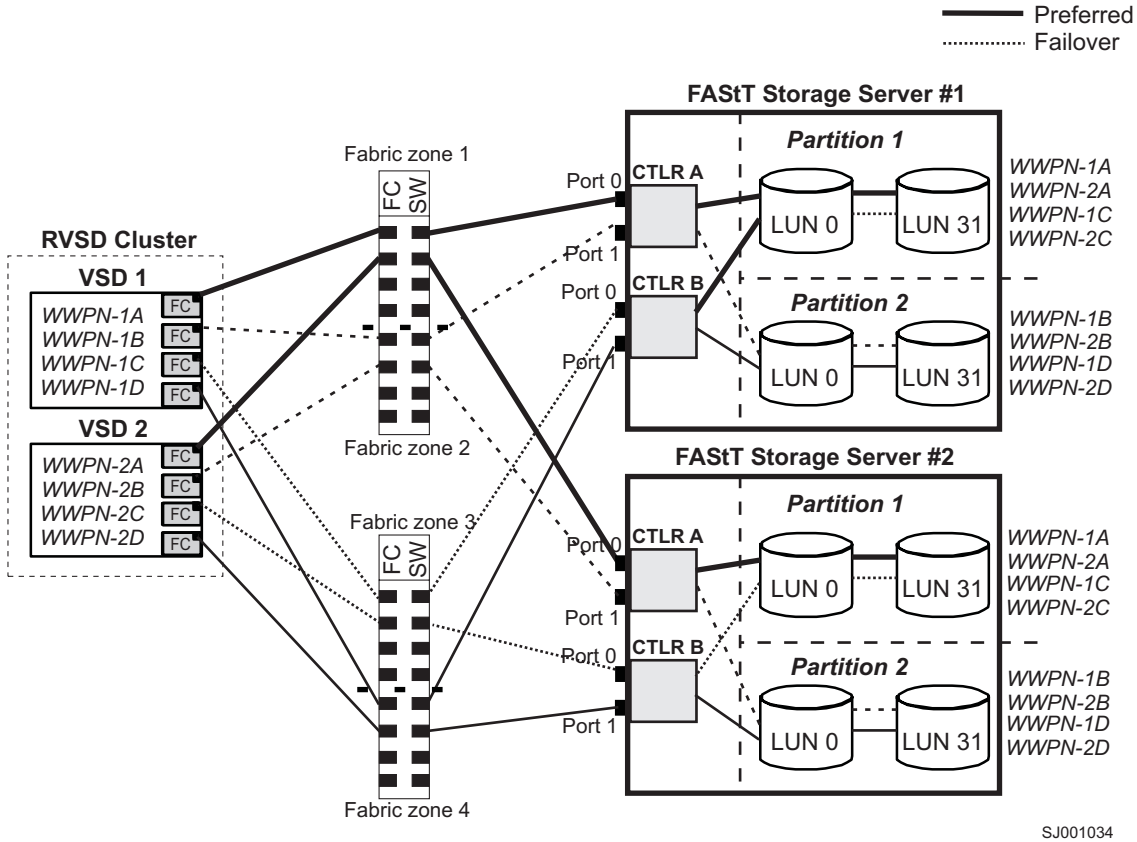 Preferred
Failover
FAStT Storage Server #1
Partition 1
Fabric zone 1
FC
SW
Port 0
CTLR A
LUN 0
LUN 31
WWPN-1A
WWPN-2A
WWPN-1C
WWPN-2C
Port 1
RVSD Cluster
VSD 1
WWPN-1A
WWPN-1B
WWPN-1C
WWPN-1D
FC
FC
FC
FC
Port 0
CTLR B
Port 1
Partition 2
LUN 0
LUN 31
WWPN-1B
WWPN-2B
WWPN-1D
WWPN-2D
VSD 2
WWPN-2A
WWPN-2B
WWPN-2C
WWPN-2D
FC
FC
FC
FC
Fabric zone 2
FAStT Storage Server #2
Partition 1
Fabric zone 3
FC
SW
Port 0
CTLR A
LUN 0
LUN 31
WWPN-1A
WWPN-2A
WWPN-1C
WWPN-2C
Port 1
Port 0
CTLR B
Port 1
Partition 2
LUN 0
LUN 31
WWPN-1B
WWPN-2B
WWPN-1D
WWPN-2D
Fabric zone 4
SJ001034